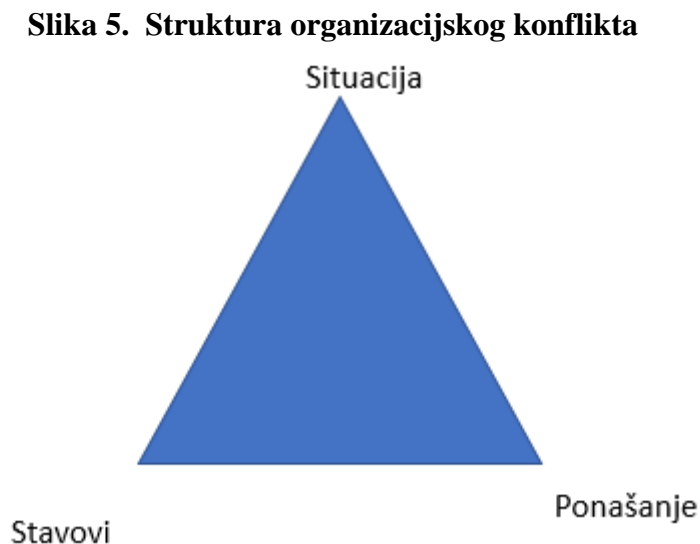 Slika 5. Struktura organizacijskog konflikta
Situacija
Ponašanje
Stavovi